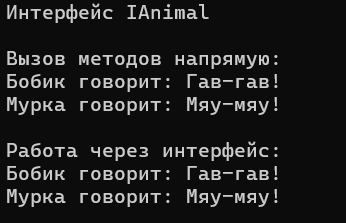 Интерфейс IAnimal
Вызов методов напрямую:
Бобик говорит: Гав-гав!
Мурка говорит: Мяу-мяу!
Работа через интерфейс:
Бобик говорит: Гав-гав!
Мурка говорит: Мяу-мяу!